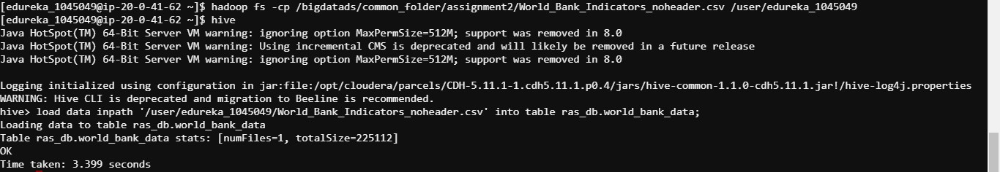 [edureka_1045049@ip-20-0-41-62 ~]$ hadoop fs -cp /bigdatads/common_folder/assignment2/World_Bank_Indicators_noheader.csv /user/edureka_1045049
[edureka_1045049@ip-20-0-41-62 ~]$ hive
Java HotSpot(TM) 64-Bit Server VM warning: ignoring option MaxPermSize=512M; support was removed in 8.0
Java HotSpot(TM) 64-Bit Server VM warning: Using incremental CMS is deprecated and will likely be removed in a future release
Java HotSpot(TM) 64-Bit Server VM warning: ignoring option MaxPermSize=512M; support was removed in 8.0
Logging initialized using configuration in jar:file:/opt/cloudera/parcels/CDH-5.11.1-1.cdh5.11.1.p0.4/jars/hive-common-1.1.0-cdh5.11.1.jar!/hive-log4j.properties
WARNING: Hive CLI is deprecated and migration to Beeline is recommended.
hive> load data inpath '/user/edureka_1045049/World_Bank_Indicators_noheader.csv' into table ras_db.world_bank_data;
Loading data to table ras_db.world_bank_data
Table ras_db.world_bank_data stats: [numFiles=1, totalSize=225112]
OK
Time taken: 3.399 seconds